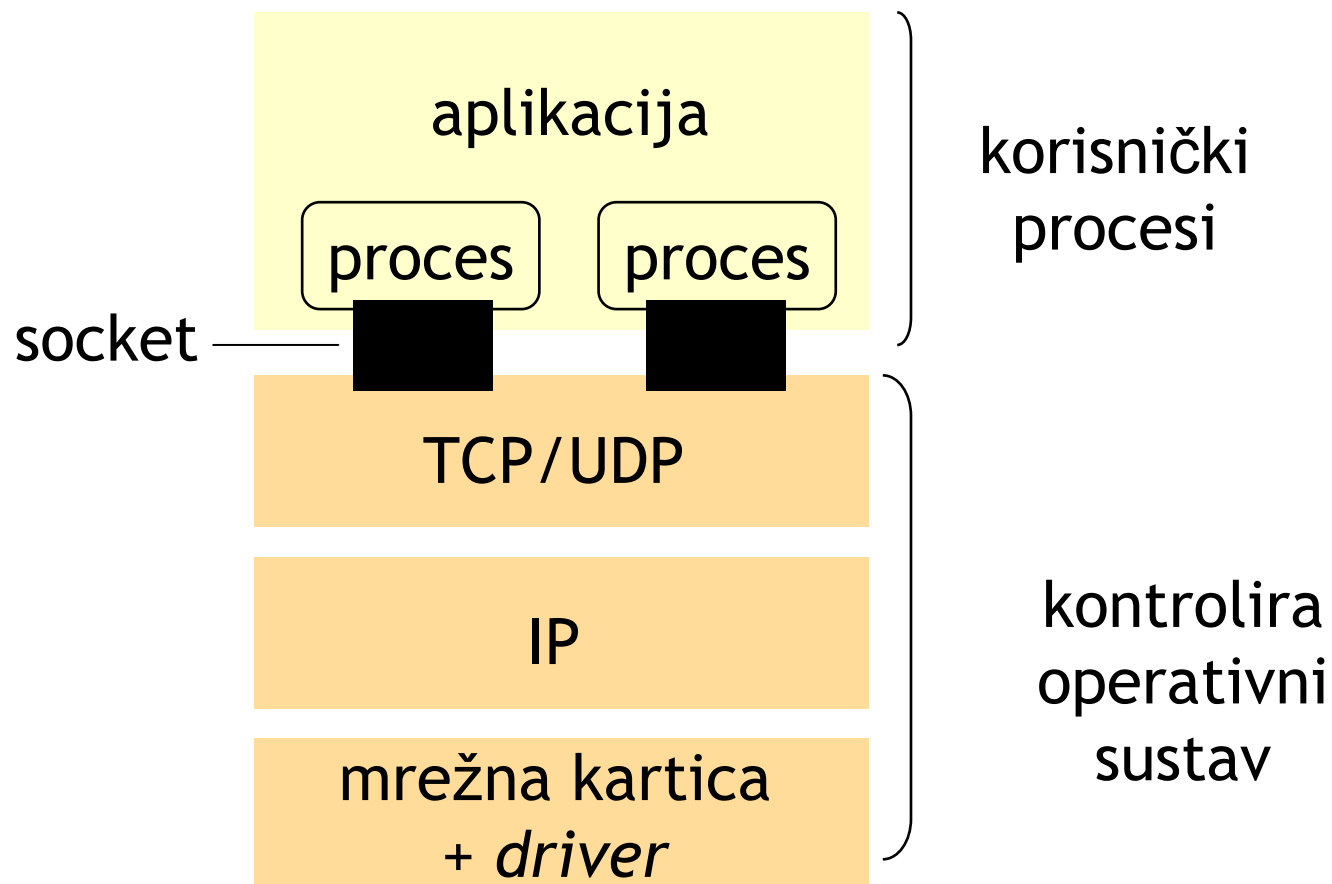 aplikacija
korisnički
procesi
proces
proces
socket
TCP/UDP
IP
kontrolira
operativni
sustav
mrežna kartica
+ driver